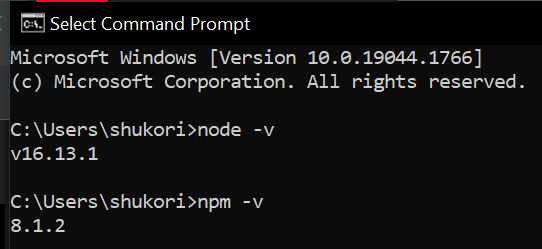 Select Command Prompt
Microsoft Windows [Version 10.0.19044.1766]
(c) Microsoft Corporation. All rights reserved.
C:\Users\shukori>node -v
v16.13.1
C:\Users\shukori>npm -v
8.1.2